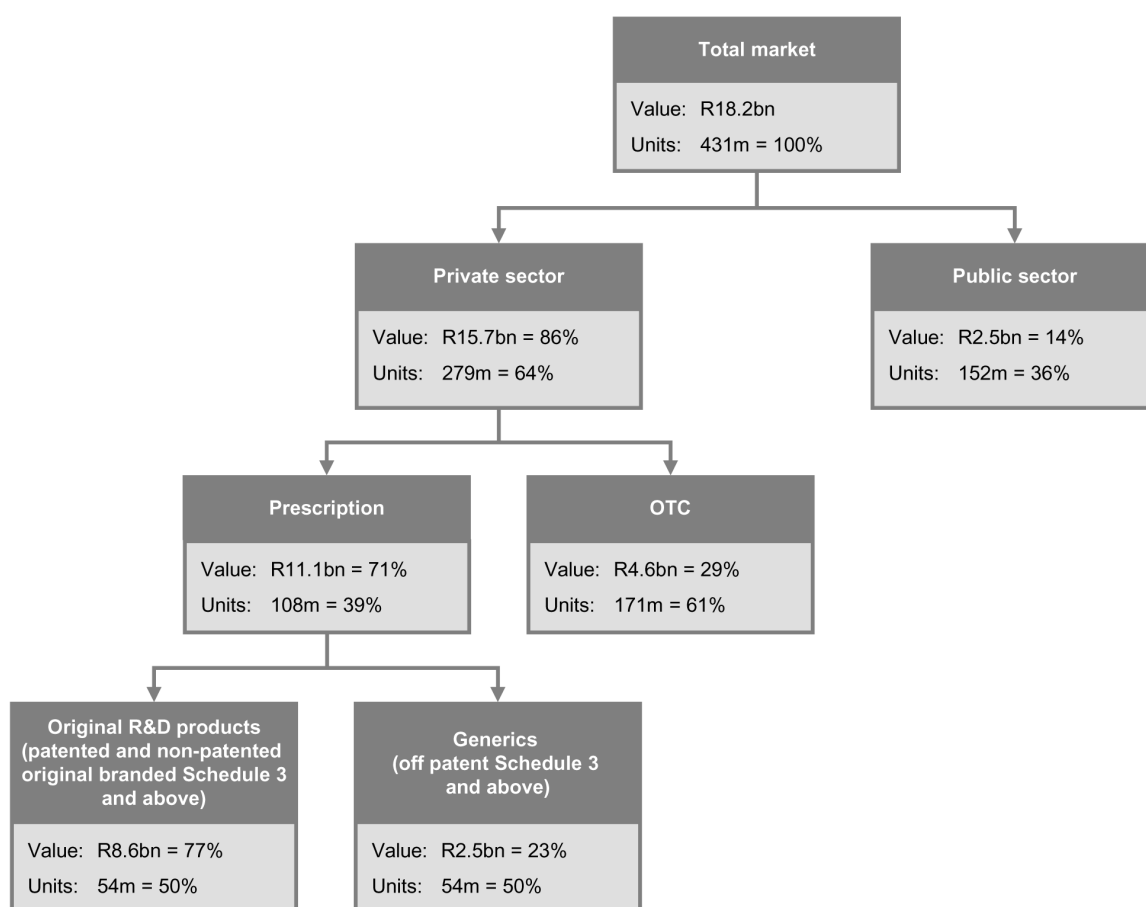 Total market
Value: R18.2bn
Units: 431m = 100%
Private sector
Value: R15.7bn = 86%
Units: 279m = 64%
Public sector
Value: R2.5bn = 14%
Units: 152m = 36%
Prescription
Value: R11.1bn = 71%
Units: 108m = 39%
OTC
Value: R4.6bn = 29%
Units: 171m = 61%
Original R&D products
(patented and non-patented
original branded Schedule 3
and above)
Value: R8.6bn = 77%
Units: 54m = 50%
Generics
(off patent Schedule 3
and above)
Value: R2.5bn = 23%
Units: 54m = 50%